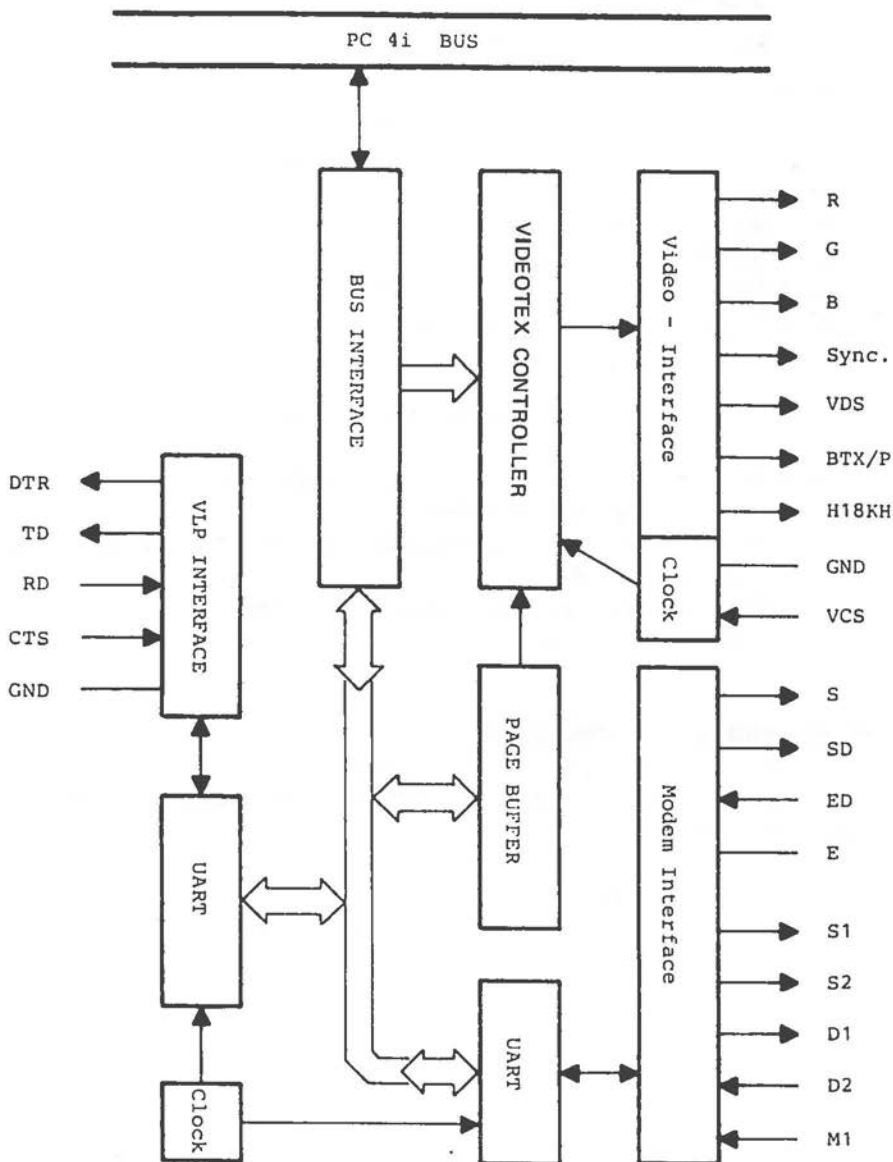 PC 4i BUS
BUS INTERFACE
VIDEOTEX CONTROLLER
Video - Interface
Clock
R
G
B
Sync.
VDS
BTX/P
H18KH
GND
VCS
DTR
TD
RD
CTS
GND
VLP INTERFACE
UART
Clock
PAGE BUFFER
UART
Modem Interface
S
SD
ED
E
S1
S2
D1
D2
M1